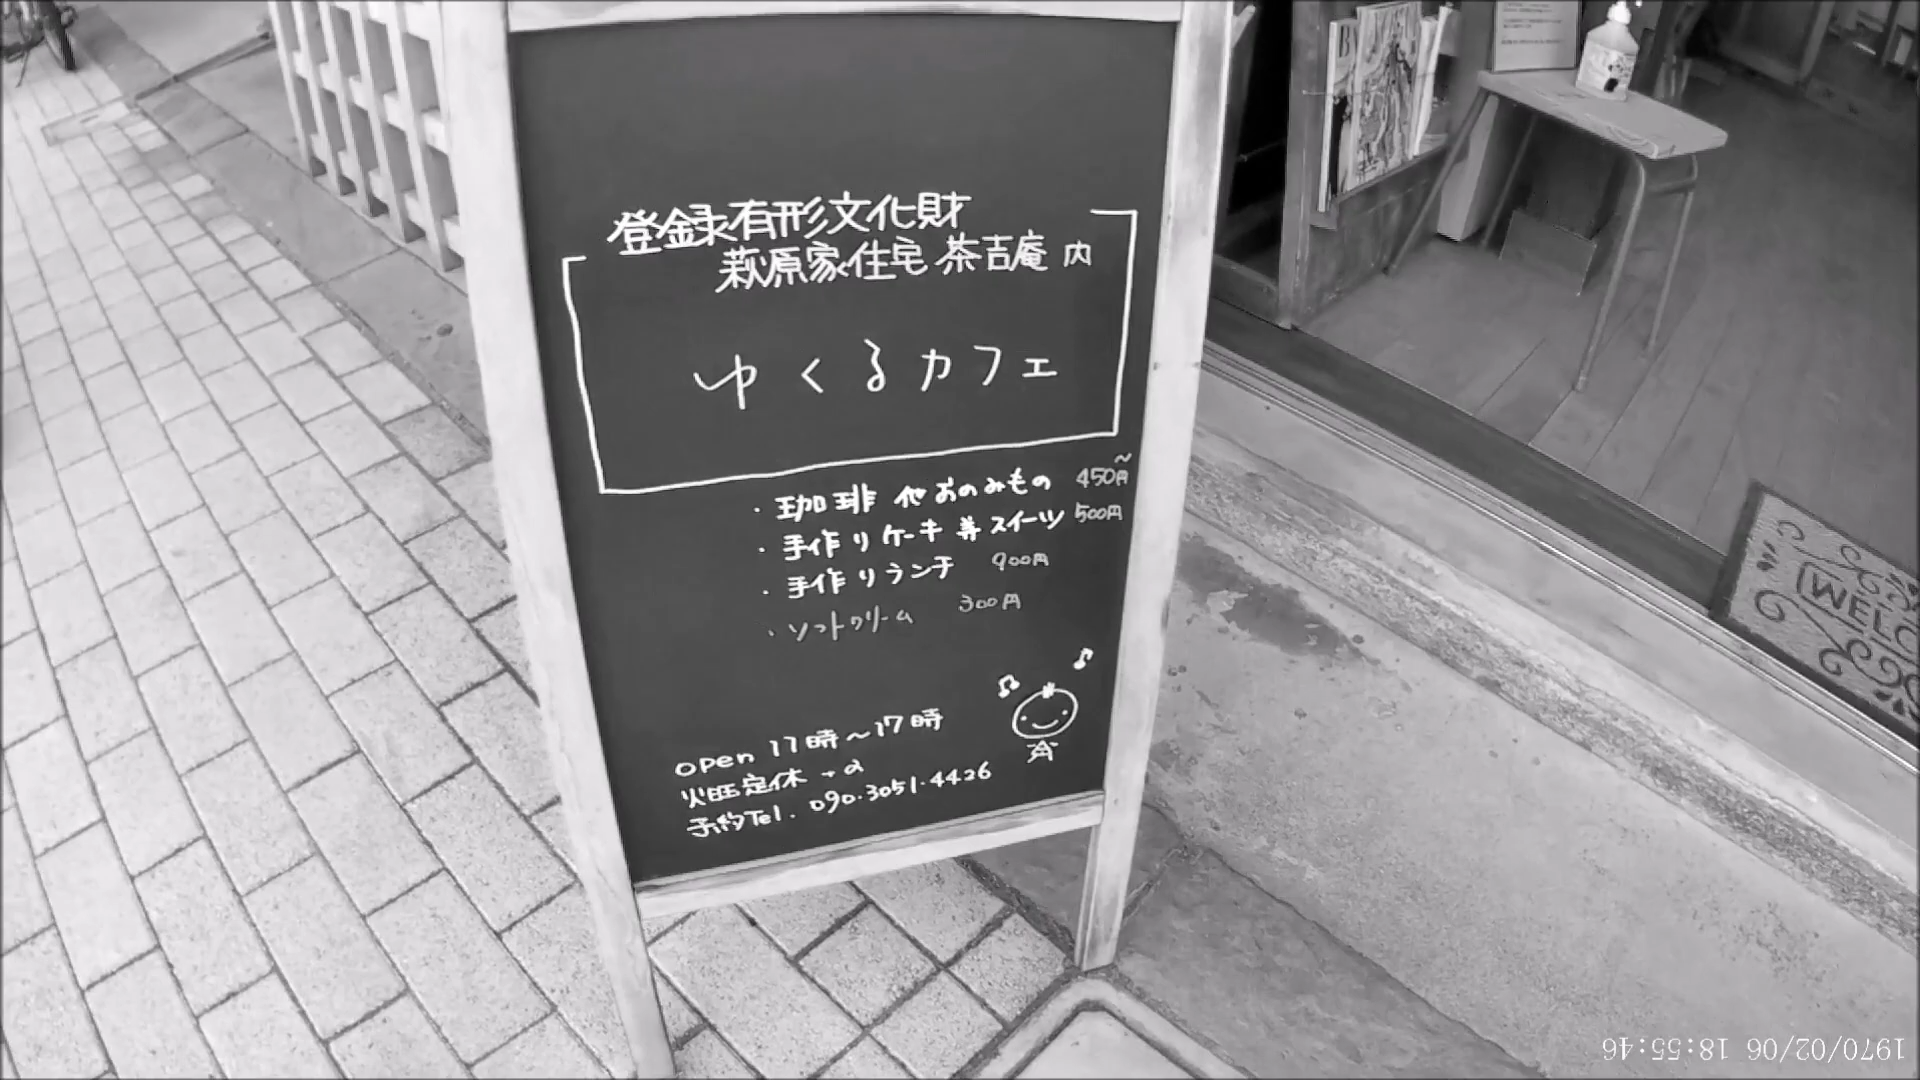 登録有形文化財
萩原家住宅 茶吉庵 内
ゆくるカフェ
・珈琲 他おのみもの 450円~
・手作りケーキ等スイーツ 500円
・手作りランチ 900円
・ソフトクリーム 300円
open 11時~17時
火曜定休 +α
予約Tel. 090.3051.4426
WELCO
1970/02/06 18:55:46